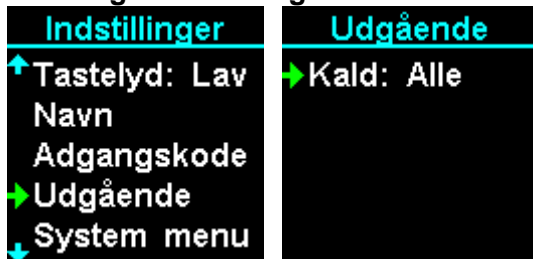 Indstillinger
Tastelyd: Lav
Navn
Adgangskode
Udgående
System menu
Udgående
Kald: Alle